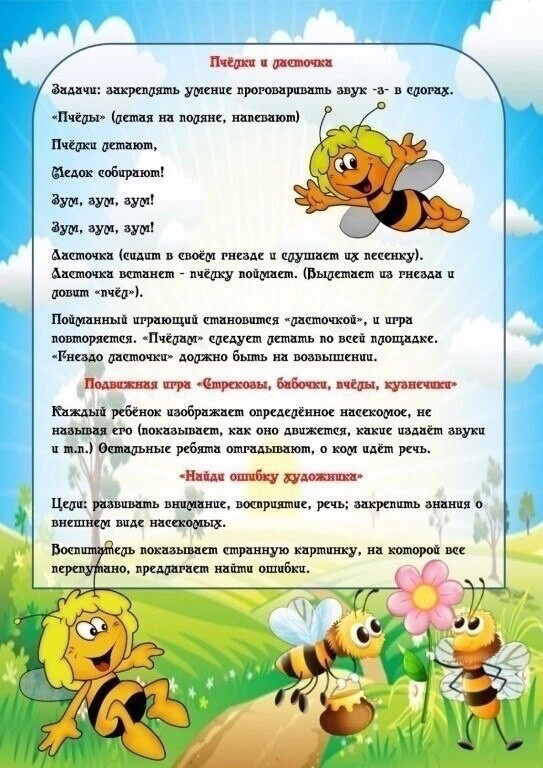 Пчёлки и ласточка
Задачи: закреплять умение проговаривать звук -з- в слогах.
«Пчёлы» (летая на поляне, напевают)
Пчёлки летают,
Медок собирают!
Зум, зум, зум!
Зум, зум, зум!
Ласточка (сидит в своём гнезде и слушает их песенку).
Ласточка встанет - пчёлку поймает. (Вылетает из гнезда и
ловит «пчёл»).
Пойманный играющий становится «ласточкой», и игра
повторяется. «Пчёлам» следует летать по всей площадке.
«Гнездо ласточки» должно быть на возвышении.
Подвижная игра «Стрекозы, бабочки, пчёлы, кузнечики»
Каждый ребёнок изображает определённое насекомое, не
называя его (показывает, как оно движется, какие издаёт звуки
и т.п.) Остальные ребята отгадывают, о ком идёт речь.
«Найди ошибку художника»
Цели: развивать внимание, восприятие, речь; закрепить знания о
внешнем виде насекомых.
Воспитатель показывает странную картинку, на которой все
перепутано, предлагает найти ошибки.